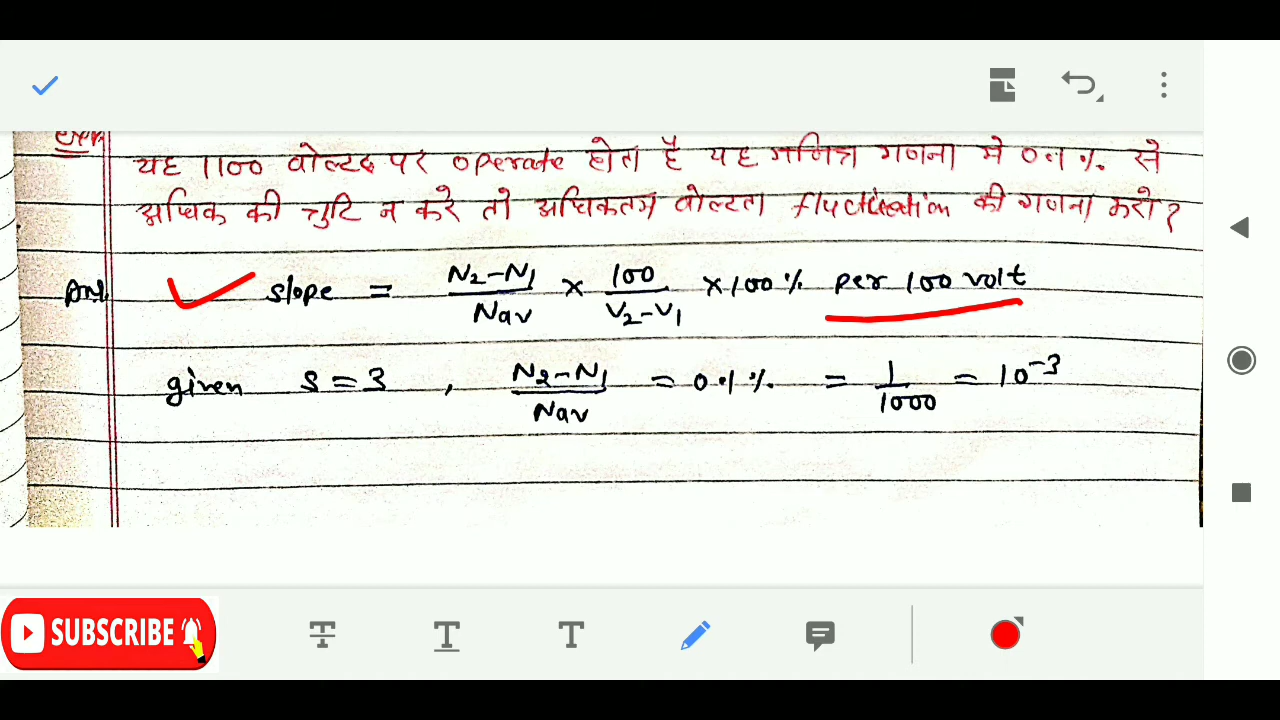 यह 1100 वोल्टेज पर operate होता है यह गणित्र गणना मे 0.1 % से
अधिक की त्रुटि न करे तो अधिकतम वोल्टता fluctuation की गणना करो ?
Ans. slope = N₂-N₁/Nav × 100/V₂-V₁ ×100 % per 100 volt
given S = 3 , N₂-N₁/Nav = 0.1 % = 1/1000 = 10⁻³
SUBSCRIBE
T T T